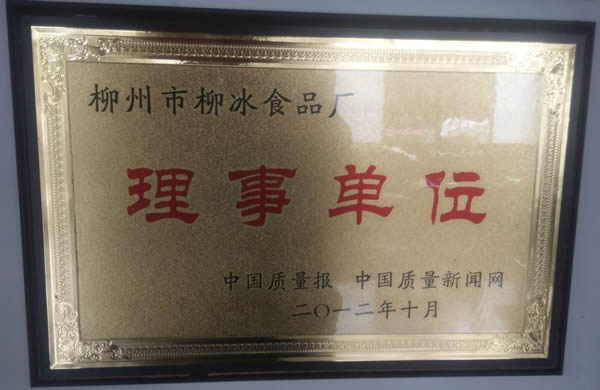 柳州市柳冰食品厂
理事单位
中国质量报 中国质量新闻网
二〇一二年十月